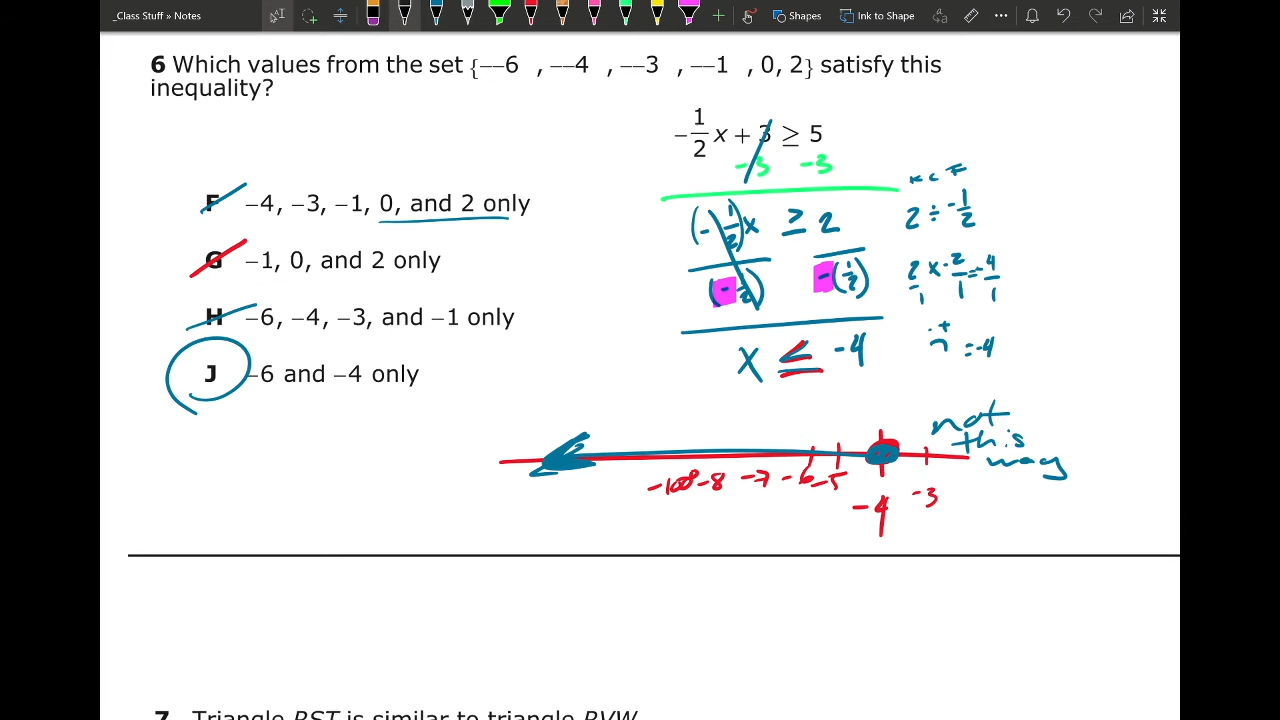 _Class Stuff » Notes
Shapes
Ink to Shape
6 Which values from the set {−−6 , −−4 , −−3 , −−1 , 0, 2} satisfy this
inequality?
−1/2 x + 3 ≥ 5
-3 -3
F −4, −3, −1, 0, and 2 only
(-1/2)x ≥ 2
2 ÷ -1/2
G −1, 0, and 2 only
(-1/2) -(1/2)
2/1 x -2/1 = -4/1
H −6, −4, −3, and −1 only
x ≤ -4
= -4
J −6 and −4 only
not
this
way
-8 -7 -6 -5 -4 -3
7 Triangle RST is similar to triangle RVW